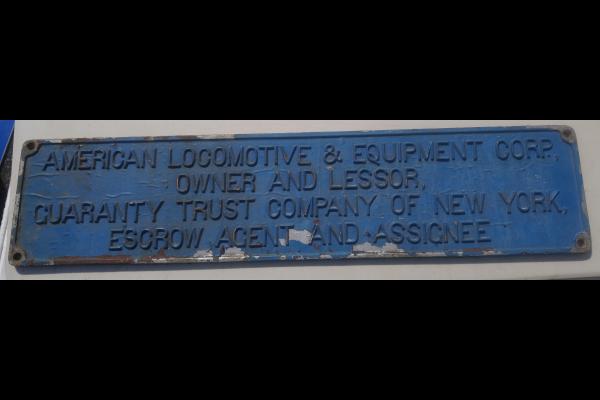 AMERICAN LOCOMOTIVE & EQUIPMENT CORP.,
OWNER AND LESSOR,
GUARANTY TRUST COMPANY OF NEW YORK,
ESCROW AGENT AND ASSIGNEE